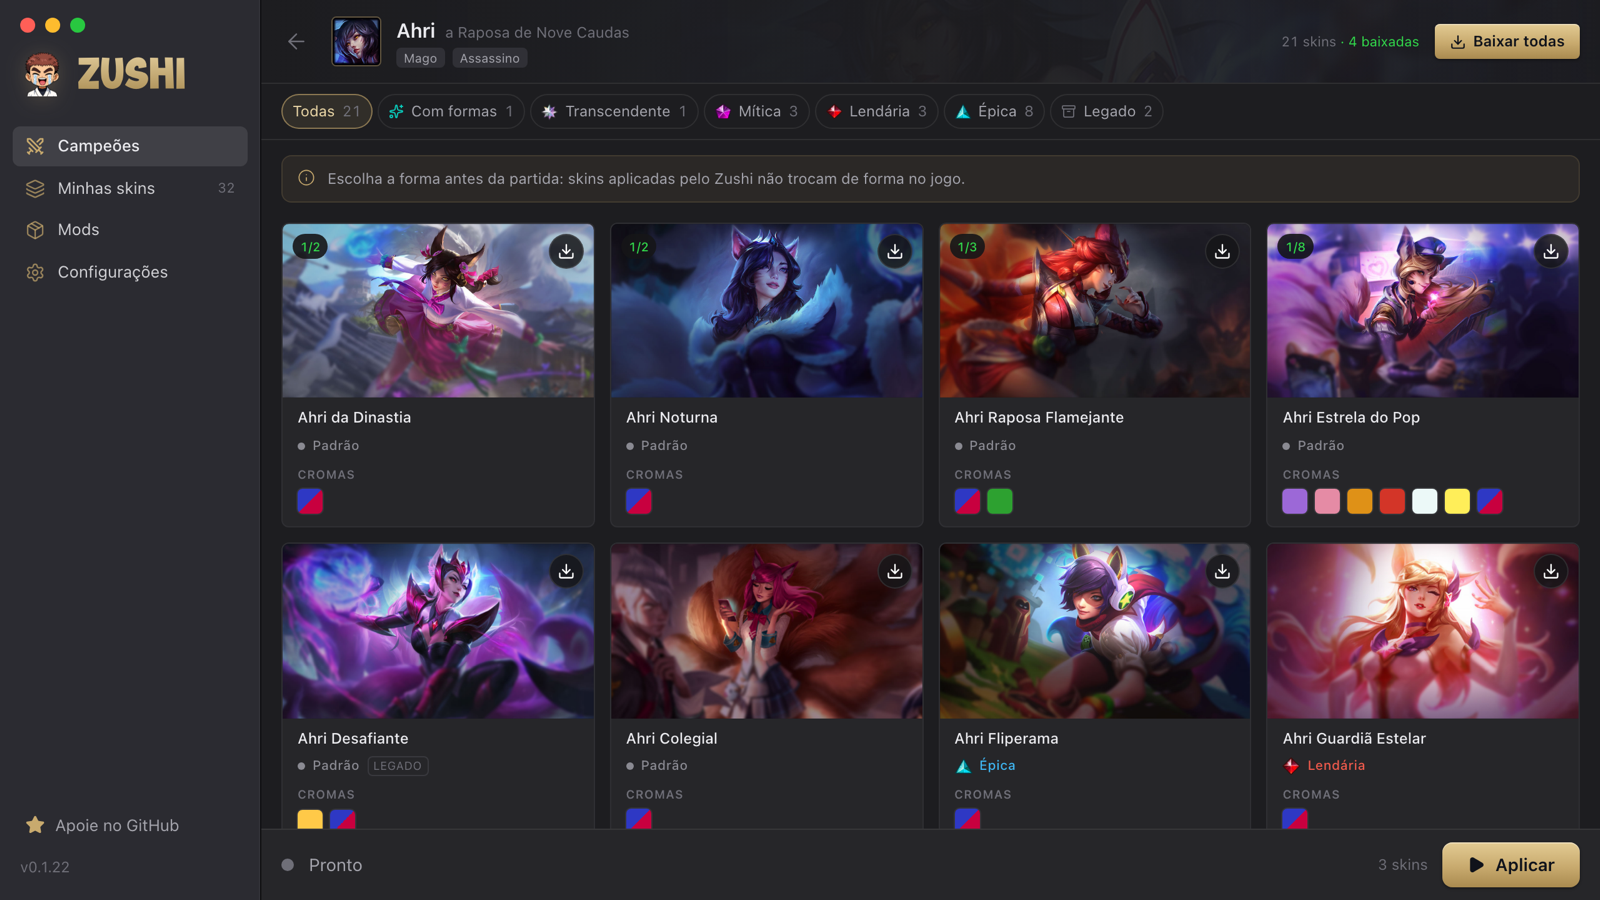 ZUSHI
Campeões
Minhas skins 32
Mods
Configurações
Apoie no GitHub
v0.1.22
Ahri a Raposa de Nove Caudas
Mago Assassino
21 skins · 4 baixadas
Baixar todas
Todas 21 Com formas 1 Transcendente 1 Mítica 3 Lendária 3 Épica 8 Legado 2
Escolha a forma antes da partida: skins aplicadas pelo Zushi não trocam de forma no jogo.
1/2
Ahri da Dinastia
Padrão
CROMAS
1/2
Ahri Noturna
Padrão
CROMAS
1/3
Ahri Raposa Flamejante
Padrão
CROMAS
1/8
Ahri Estrela do Pop
Padrão
CROMAS
Ahri Desafiante
Padrão LEGADO
CROMAS
Ahri Colegial
Padrão
CROMAS
Ahri Fliperama
Épica
CROMAS
Ahri Guardiã Estelar
Lendária
CROMAS
Pronto
3 skins
Aplicar